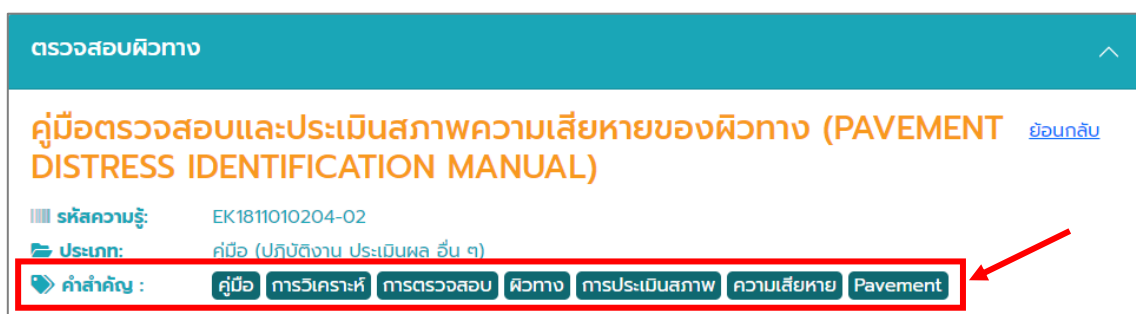 ตรวจสอบผิวทาง
คู่มือตรวจสอบและประเมินสภาพความเสียหายของผิวทาง (PAVEMENT ย้อนกลับ
DISTRESS IDENTIFICATION MANUAL)
รหัสความรู้: EK1811010204-02
ประเภท: คู่มือ (ปฏิบัติงาน ประเมินผล อื่น ๆ)
คำสำคัญ : คู่มือ การวิเคราะห์ การตรวจสอบ ผิวทาง การประเมินสภาพ ความเสียหาย Pavement